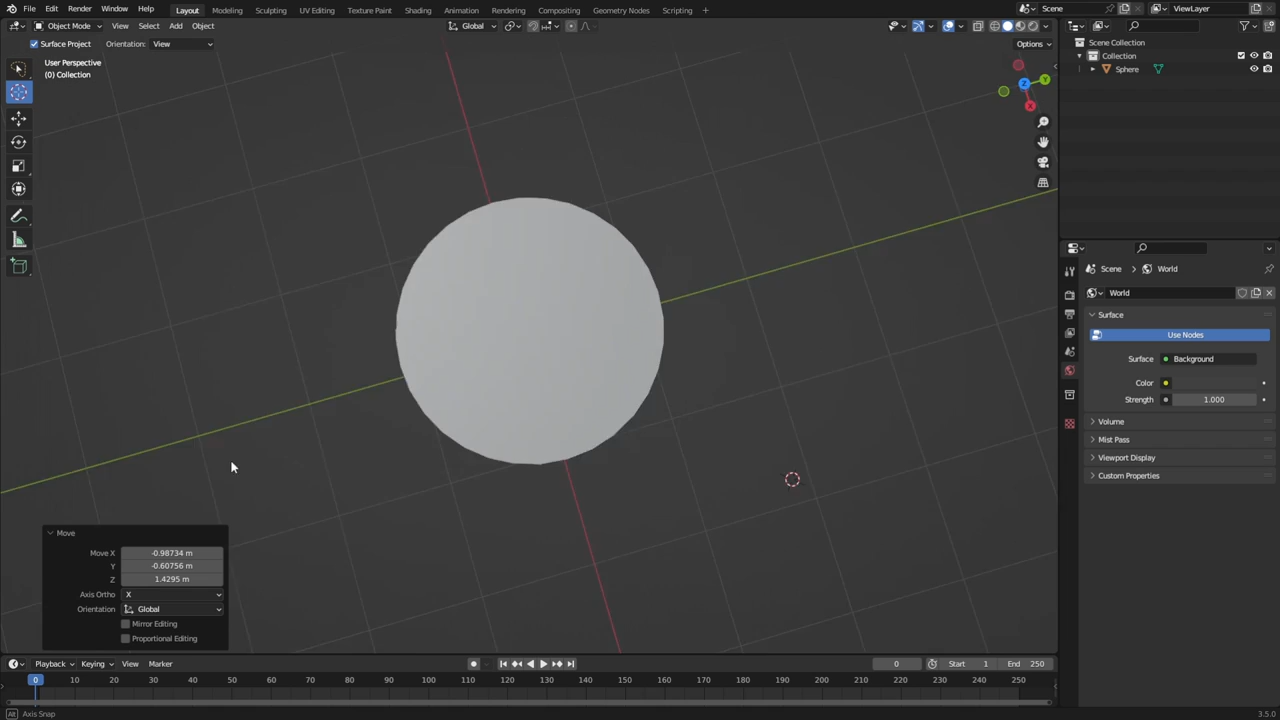 File Edit Render Window Help Layout Modeling Sculpting UV Editing Texture Paint Shading Animation Rendering Compositing Geometry Nodes Scripting + Scene ViewLayer
Object Mode View Select Add Object Global
Surface Project Orientation: View Options
User Perspective
(0) Collection
Scene Collection
Collection
Sphere
Z Y X
Scene > World
World
Surface
Use Nodes
Surface Background
Color
Strength 1.000
Volume
Mist Pass
Viewport Display
Custom Properties
Move
Move X -0.98734 m
Y -0.60756 m
Z 1.4295 m
Axis Ortho X
Orientation Global
Mirror Editing
Proportional Editing
Playback Keying View Marker 0 Start 1 End 250
0 10 20 30 40 50 60 70 80 90 100 110 120 130 140 150 160 170 180 190 200 210 220 230 240 250
Alt Axis Snap 3.5.0